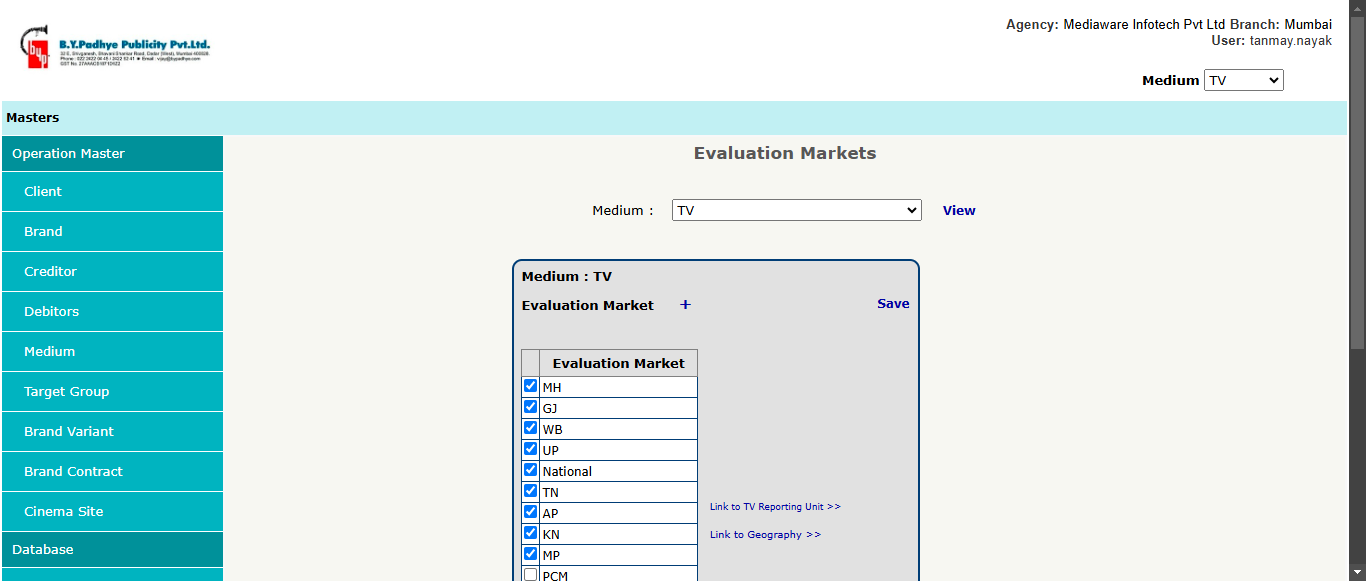 Agency: Mediaware Infotech Pvt Ltd Branch: Mumbai
User: tanmay.nayak
byp
B.Y.Padhye Publicity Pvt.Ltd.
Medium TV
Masters
Operation Master
Client
Brand
Creditor
Debitors
Medium
Target Group
Brand Variant
Brand Contract
Cinema Site
Database
Evaluation Markets
Medium : TV View
Medium : TV
Evaluation Market + Save
Evaluation Market
MH
GJ
WB
UP
National
TN
AP
KN
MP
PCM
Link to TV Reporting Unit >>
Link to Geography >>